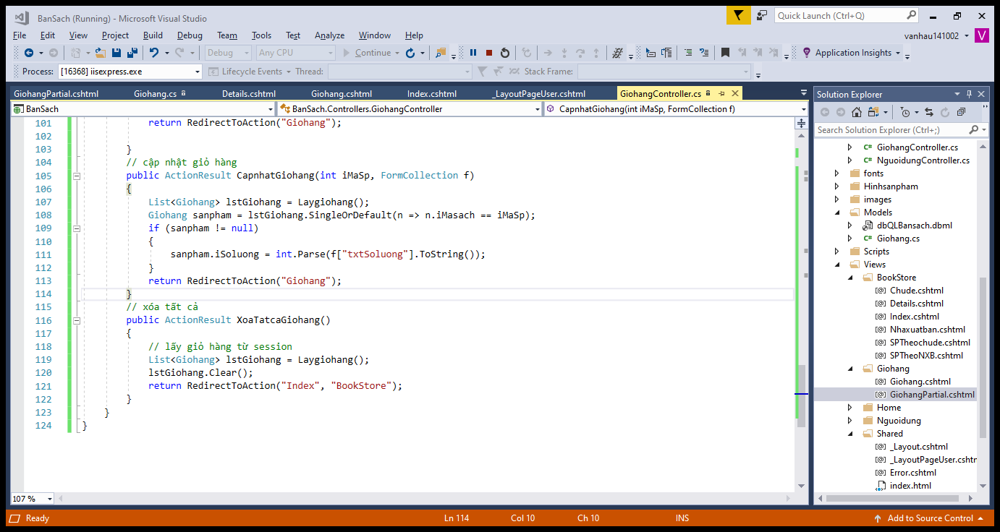 BanSach (Running) - Microsoft Visual Studio
Quick Launch (Ctrl+Q)
File Edit View Project Build Debug Team Tools Test Analyze Window Help
vanhau141002 V
Debug Any CPU Continue Application Insights
Process: [16368] iisexpress.exe Lifecycle Events Thread: Stack Frame:
GiohangPartial.cshtml Giohang.cs Details.cshtml Giohang.cshtml Index.cshtml _LayoutPageUser.cshtml GiohangController.cs
BanSach BanSach.Controllers.GiohangController CapnhatGiohang(int iMaSp, FormCollection f)
101 return RedirectToAction("Giohang");
102
103 }
104 // cập nhật giỏ hàng
105 public ActionResult CapnhatGiohang(int iMaSp, FormCollection f)
106 {
107 List<Giohang> lstGiohang = Laygiohang();
108 Giohang sanpham = lstGiohang.SingleOrDefault(n => n.iMasach == iMaSp);
109 if (sanpham != null)
110 {
111 sanpham.iSoluong = int.Parse(f["txtSoluong"].ToString());
112 }
113 return RedirectToAction("Giohang");
114 }
115 // xóa tất cả
116 public ActionResult XoaTatcaGiohang()
117 {
118 // lấy giỏ hàng từ session
119 List<Giohang> lstGiohang = Laygiohang();
120 lstGiohang.Clear();
121 return RedirectToAction("Index", "BookStore");
122 }
123 }
124 }
107 %
Solution Explorer
Search Solution Explorer (Ctrl+;)
C# GiohangController.cs
C# NguoidungController.cs
fonts
Hinhsanpham
images
Models
dbQLBansach.dbml
C# Giohang.cs
Scripts
Views
BookStore
[@] Chude.cshtml
[@] Details.cshtml
[@] Index.cshtml
[@] Nhaxuatban.cshtml
[@] SPTheochude.cshtml
[@] SPTheoNXB.cshtml
Giohang
[@] Giohang.cshtml
[@] GiohangPartial.cshtml
Home
Nguoidung
Shared
[@] _Layout.cshtml
[@] _LayoutPageUser.cshtm
[@] Error.cshtml
index.html
Ready Ln 114 Col 10 Ch 10 INS Add to Source Control